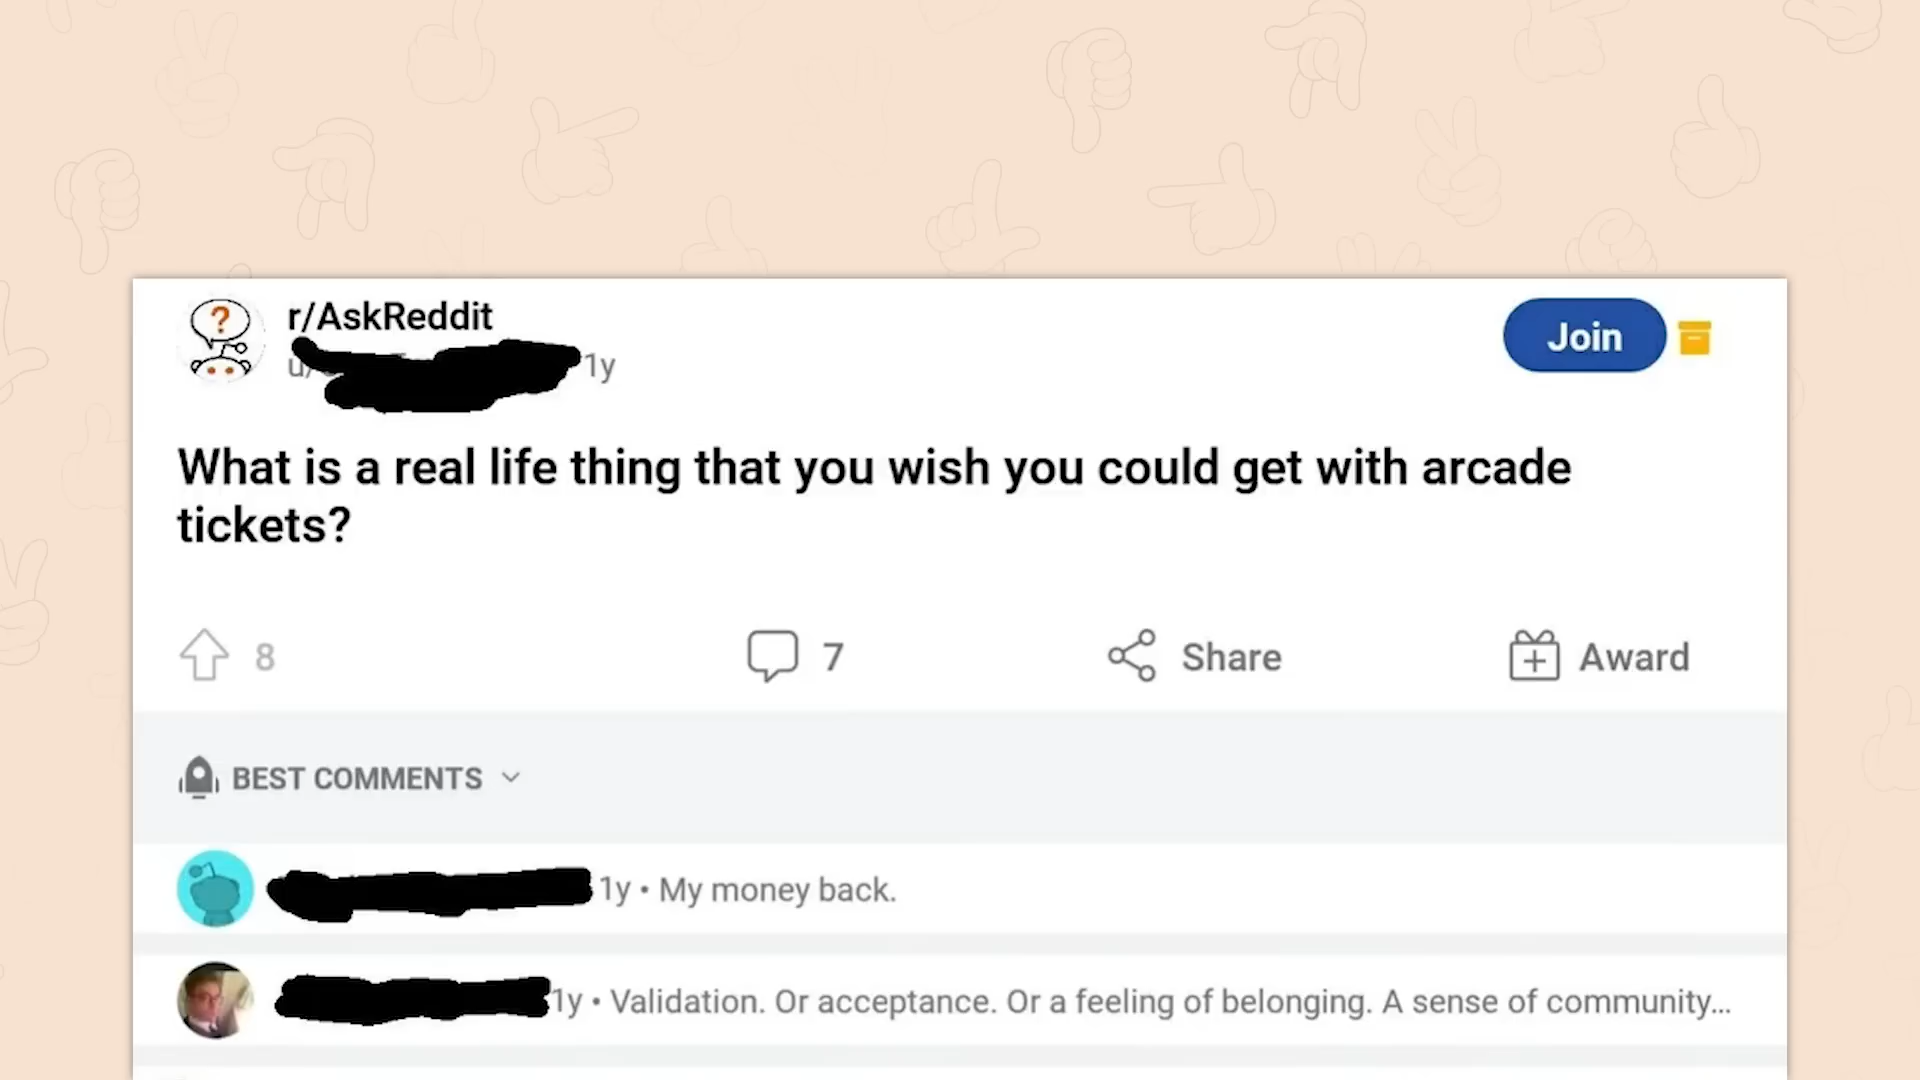 r/AskReddit
u/ 1y
Join
What is a real life thing that you wish you could get with arcade
tickets?
8 7 Share Award
BEST COMMENTS
1y • My money back.
1y • Validation. Or acceptance. Or a feeling of belonging. A sense of community...